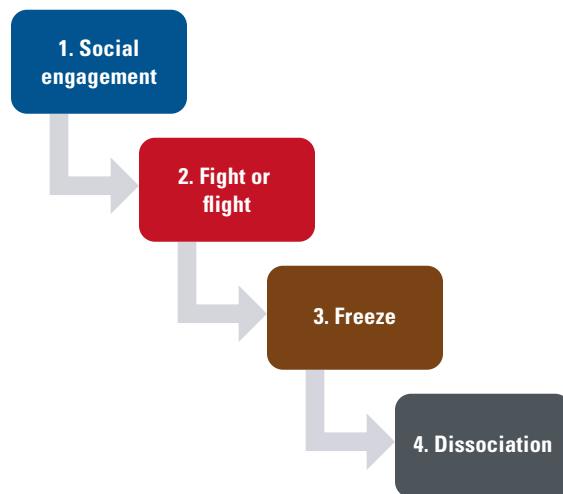 1. Social
engagement
2. Fight or
flight
3. Freeze
4. Dissociation